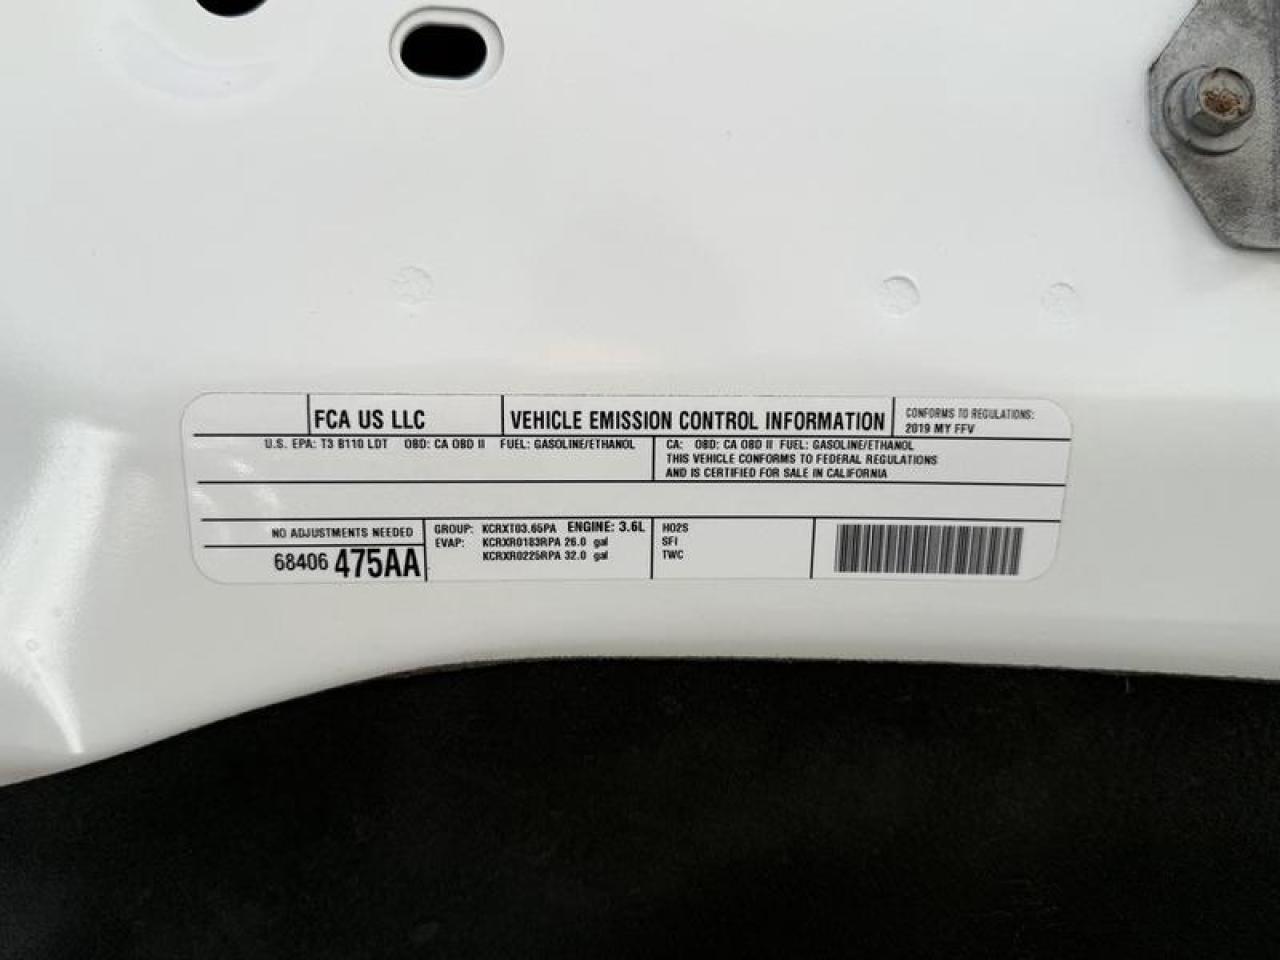 FCA US LLC
VEHICLE EMISSION CONTROL INFORMATION
CONFORMS TO REGULATIONS:
2019 MY FFV
U.S. EPA: T3 B110 LDT OBD: CA OBD II FUEL: GASOLINE/ETHANOL
CA: OBD: CA OBD II FUEL: GASOLINE/ETHANOL
THIS VEHICLE CONFORMS TO FEDERAL REGULATIONS
AND IS CERTIFIED FOR SALE IN CALIFORNIA
NO ADJUSTMENTS NEEDED
68406 475AA
GROUP: KCRXT03.65PA ENGINE: 3.6L
EVAP: KCRXR0183RPA 26.0 gal
KCRXR0225RPA 32.0 gal
HO2S
SFI
TWC